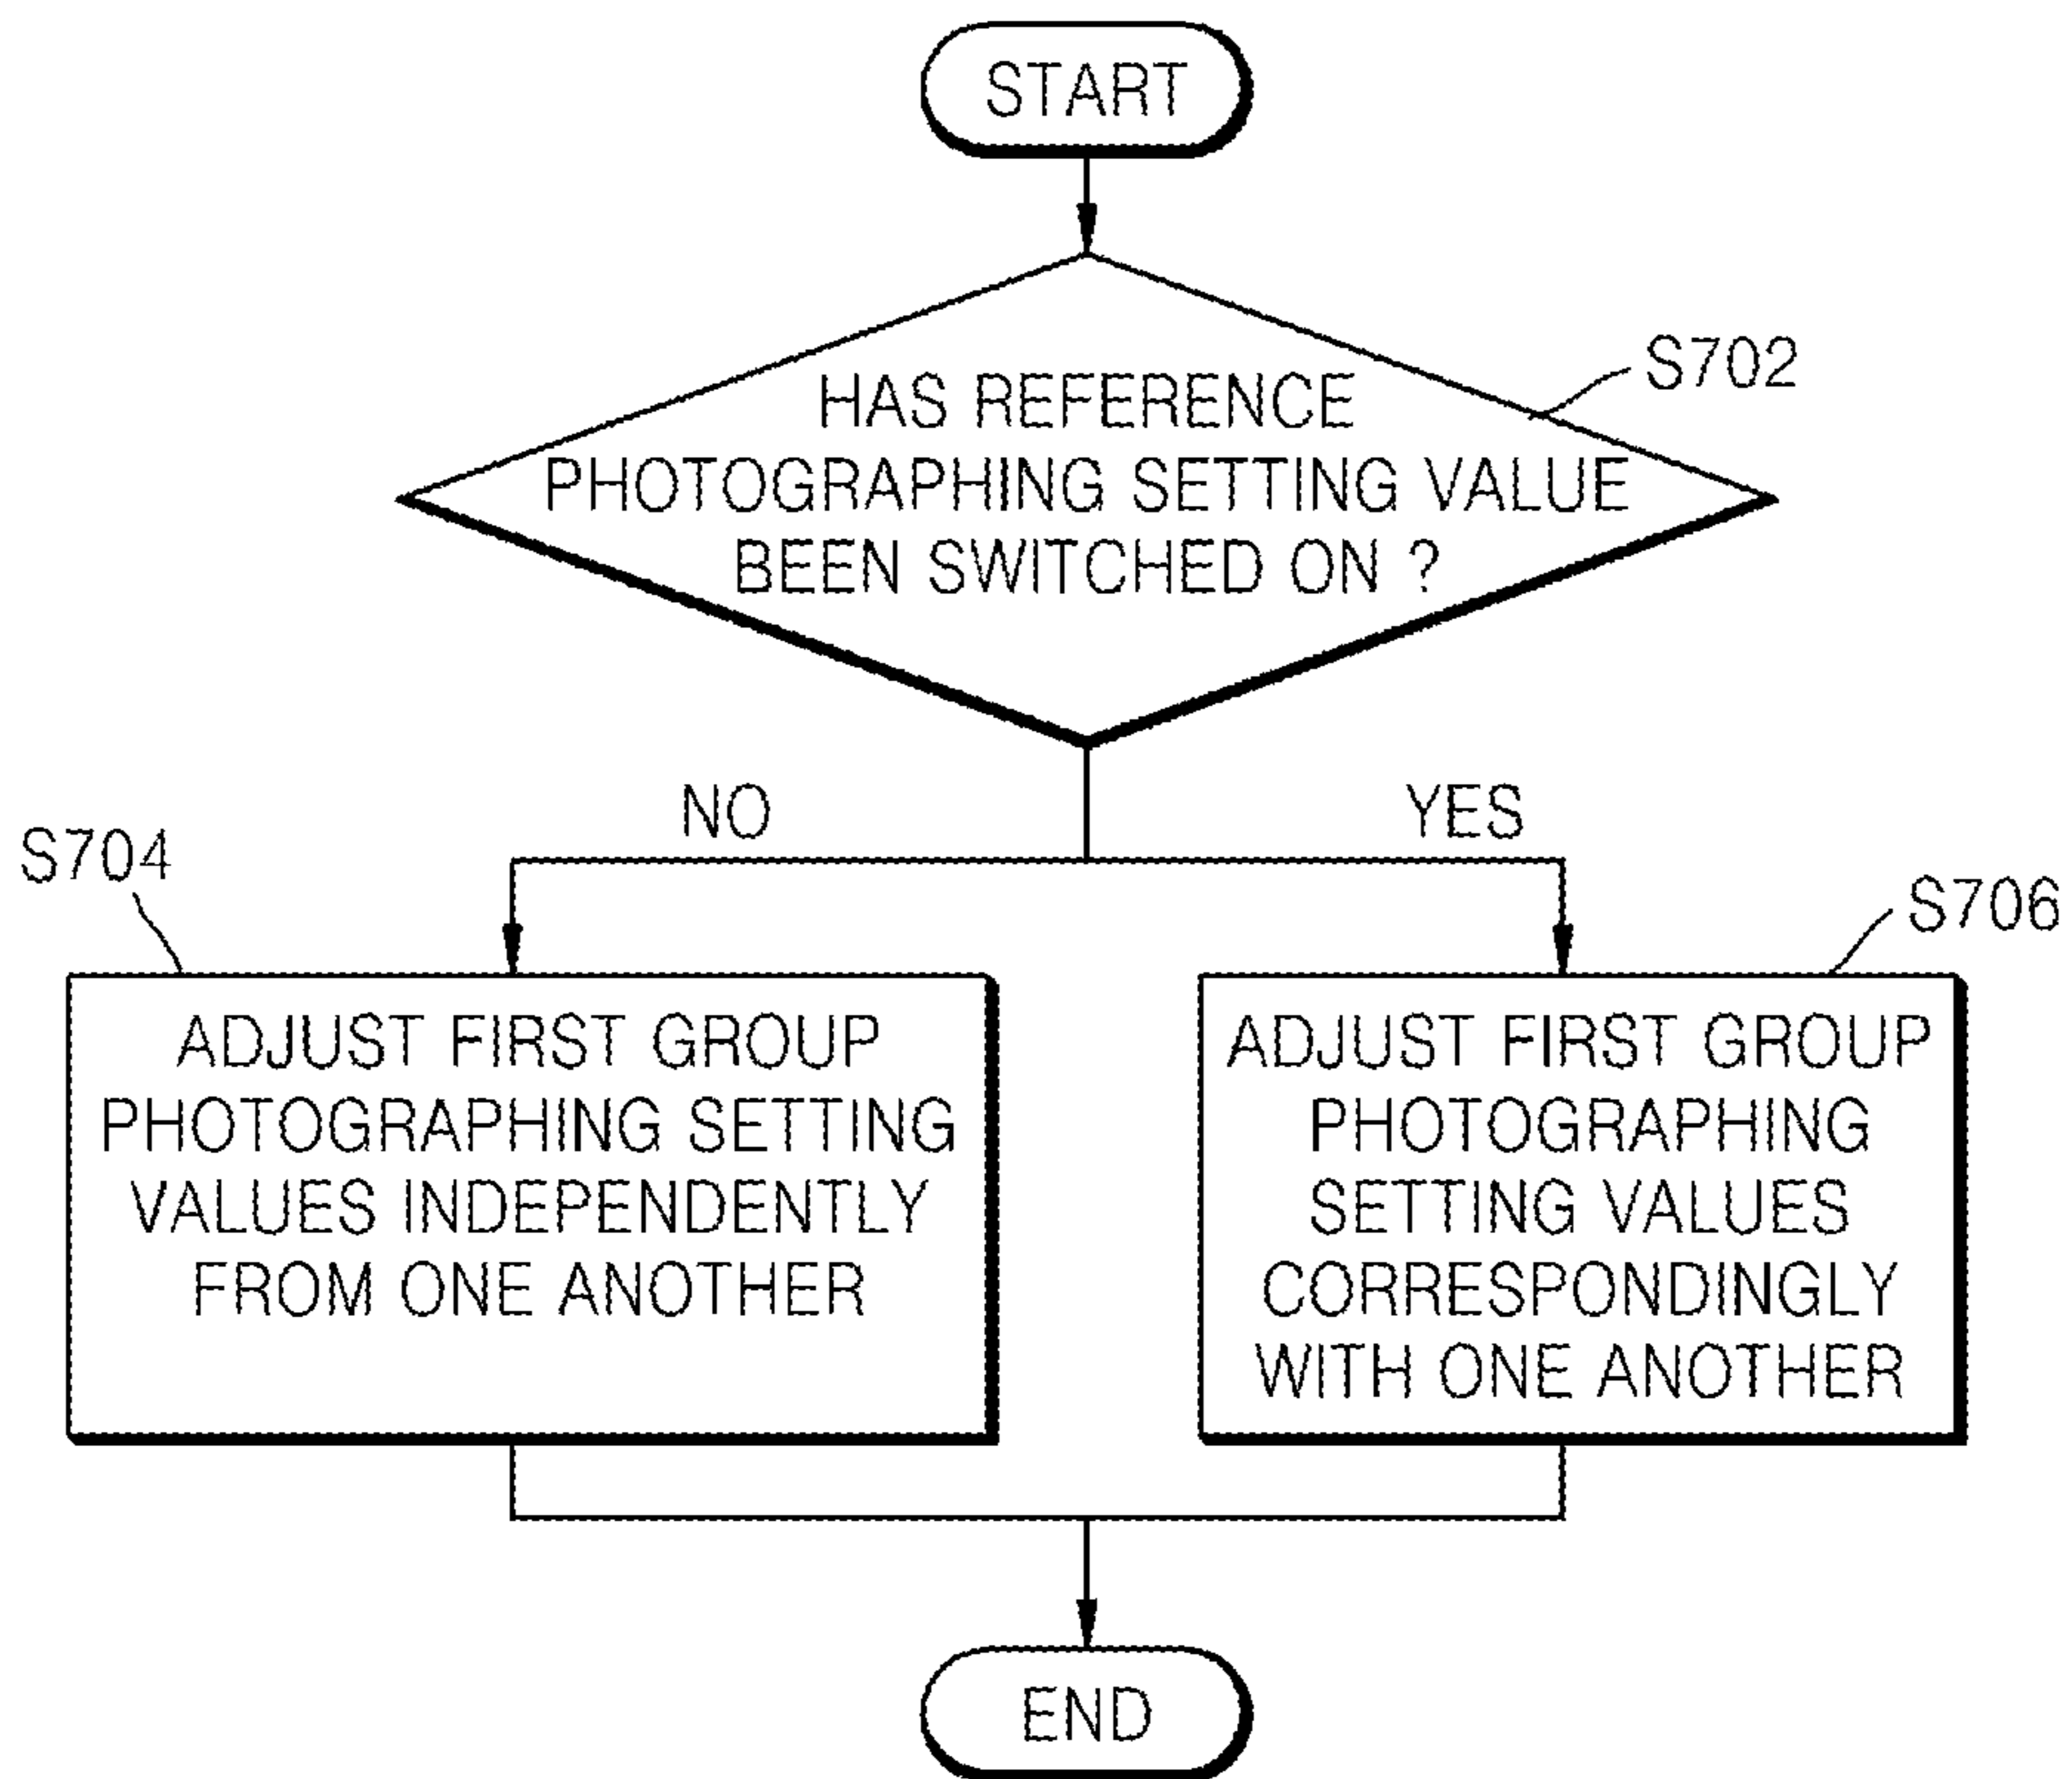 START
HAS REFERENCE
PHOTOGRAPHING SETTING VALUE
BEEN SWITCHED ON ?
S702
NO
YES
S704
ADJUST FIRST GROUP
PHOTOGRAPHING SETTING
VALUES INDEPENDENTLY
FROM ONE ANOTHER
S706
ADJUST FIRST GROUP
PHOTOGRAPHING
SETTING VALUES
CORRESPONDINGLY
WITH ONE ANOTHER
END